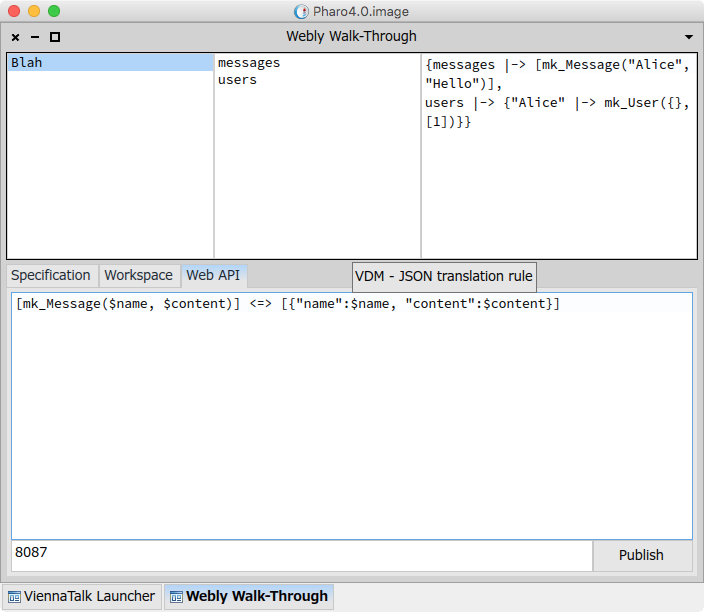 Pharo4.0.image
Webly Walk-Through
Blah
messages
users
{messages |-> [mk_Message("Alice",
"Hello")],
users |-> {"Alice" |-> mk_User({},
[1])}}
Specification
Workspace
Web API
VDM - JSON translation rule
[mk_Message($name, $content)] <=> [{"name":$name, "content":$content}]
8087
Publish
ViennaTalk Launcher
Webly Walk-Through